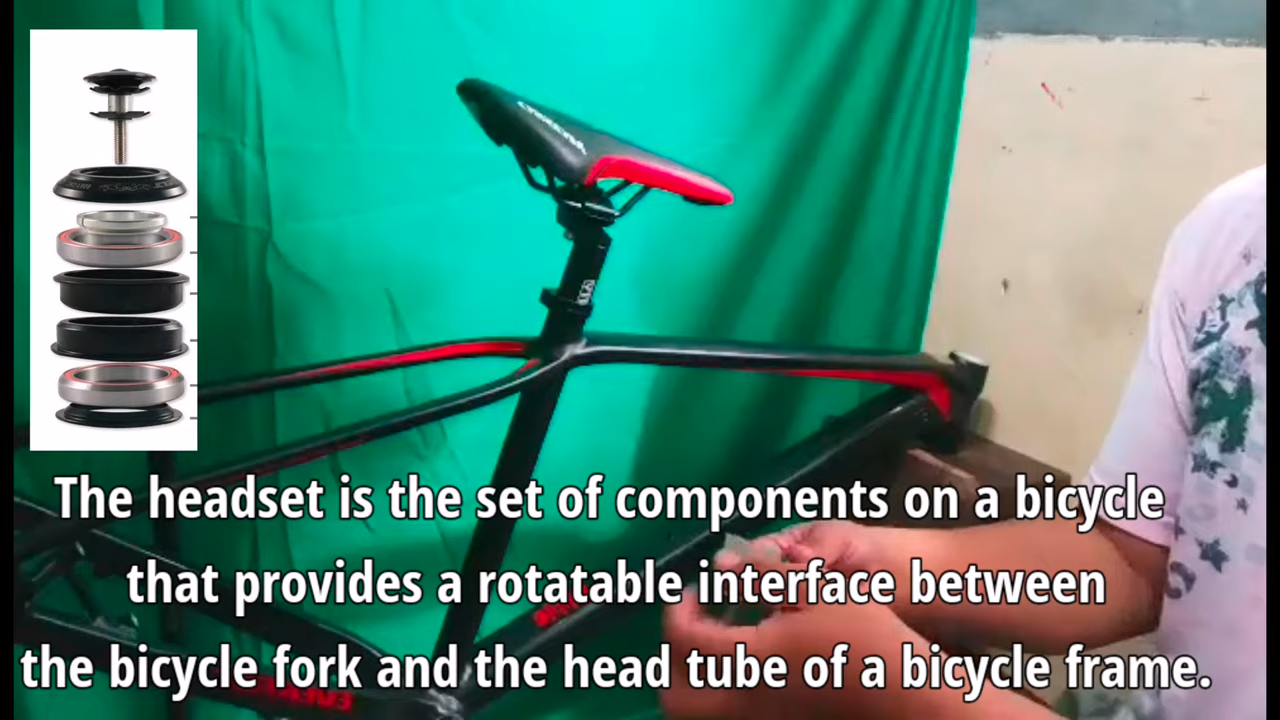 The headset is the set of components on a bicycle
that provides a rotatable interface between
the bicycle fork and the head tube of a bicycle frame.